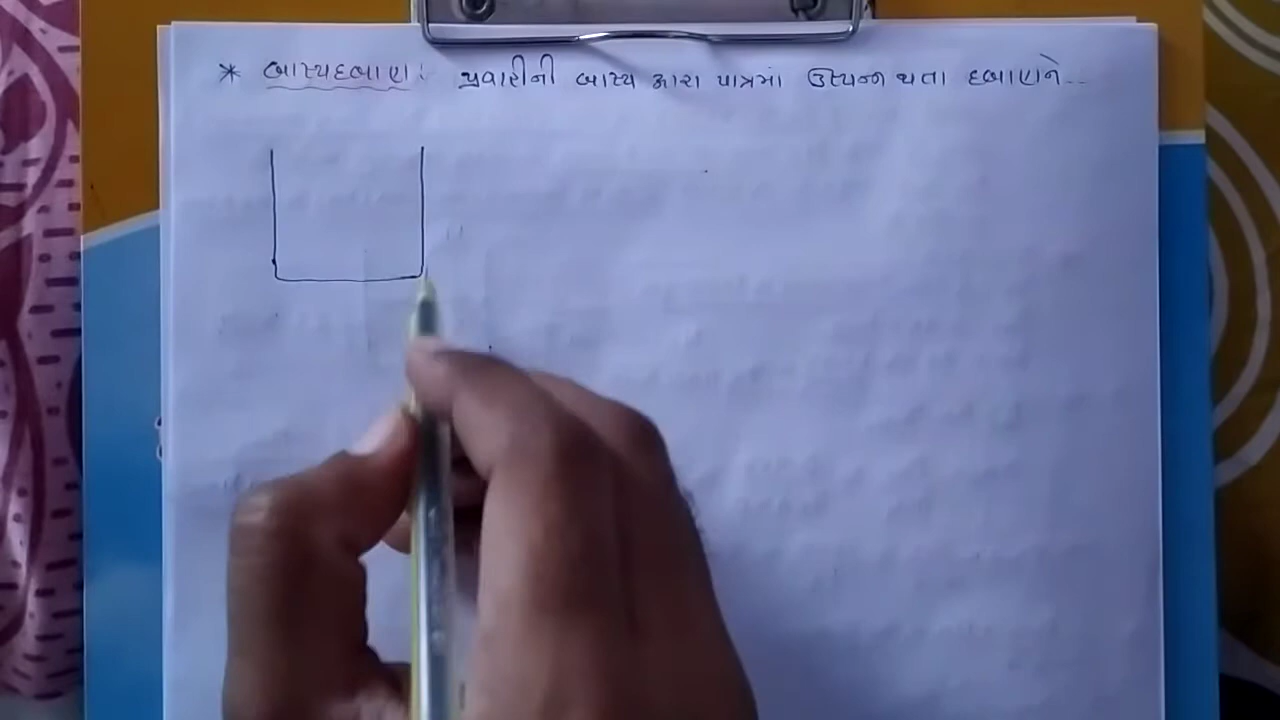 * બાષ્પદબાણ : પ્રવાહીની બાષ્પ દ્વારા પાત્રમાં ઉત્પન્ન થતા દબાણને..